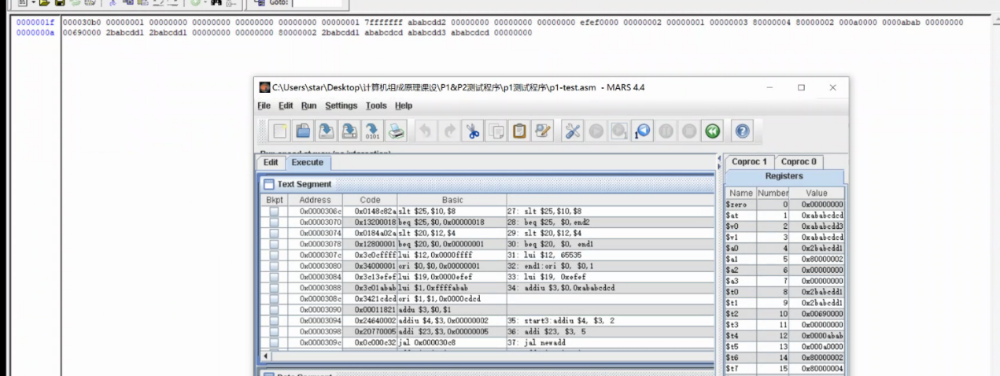 Goto:
0000001f 000030b0 00000001 00000000 00000000 00000000 00000000 00000001 7fffffff ababcdd2 00000000 00000000 00000000 efef0000 00000002 00000001 00000003 80000004 80000002 000a0000 0000abab 00000000
0000000a 00690000 2babcdd1 2babcdd1 00000000 00000000 80000002 2babcdd1 ababcdcd ababcdd3 ababcdcd 00000000
C:\Users\star\Desktop\计算机组成原理课设\P1&P2测试程序\p1测试程序\p1-test.asm - MARS 4.4
File Edit Run Settings Tools Help
Edit Execute
Coproc 1 Coproc 0
Registers
Text Segment
Bkpt Address Code Basic
0x0000306c 0x0148c82a slt $25,$10,$8 27: slt $25,$10,$8
0x00003070 0x13200018 beq $25,$0,0x00000018 28: beq $25, $0, end2
0x00003074 0x0184a02a slt $20,$12,$4 29: slt $20,$12,$4
0x00003078 0x12800001 beq $20,$0,0x00000001 30: beq $20, $0, end1
0x0000307c 0x3c0cffff lui $12,0x0000ffff 31: lui $12, 65535
0x00003080 0x34000001 ori $0,$0,0x00000001 32: end1:ori $0, $0,1
0x00003084 0x3c13efef lui $19,0x0000efef 33: lui $19, 0xefef
0x00003088 0x3c01abab lui $1,0xffffabab 34: addiu $3,$0,0xababcdcd
0x0000308c 0x3421cdcd ori $1,$1,0x0000cdcd
0x00003090 0x00011821 addu $3,$0,$1
0x00003094 0x24640002 addiu $4,$3,0x00000002 35: start3:addiu $4, $3, 2
0x00003098 0x20770005 addi $23,$3,0x00000005 36: addi $23, $3, 5
0x0000309c 0x0c000c32 jal 0x000030c8 37: jal newadd
Name Number Value
$zero 0 0x00000000
$at 1 0xababcdcd
$v0 2 0xababcdd3
$v1 3 0xababcdcd
$a0 4 0x2babcdd1
$a1 5 0x80000002
$a2 6 0x00000000
$a3 7 0x00000000
$t0 8 0x2babcdd1
$t1 9 0x2babcdd1
$t2 10 0x00690000
$t3 11 0x00000000
$t4 12 0x0000abab
$t5 13 0x000a0000
$t6 14 0x80000002
$t7 15 0x80000004